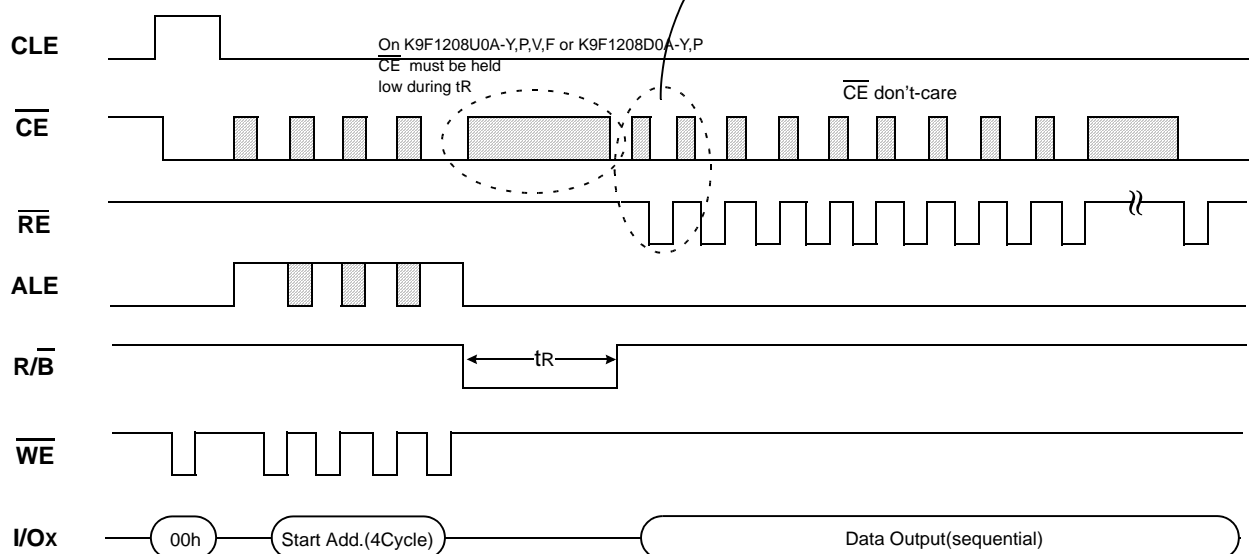 CLE
On K9F1208U0A-Y,P,V,F or K9F1208D0A-Y,P
CE must be held
low during tR
CE don't-care
CE
RE
ALE
R/B
tR
WE
I/Ox
00h
Start Add.(4Cycle)
Data Output(sequential)